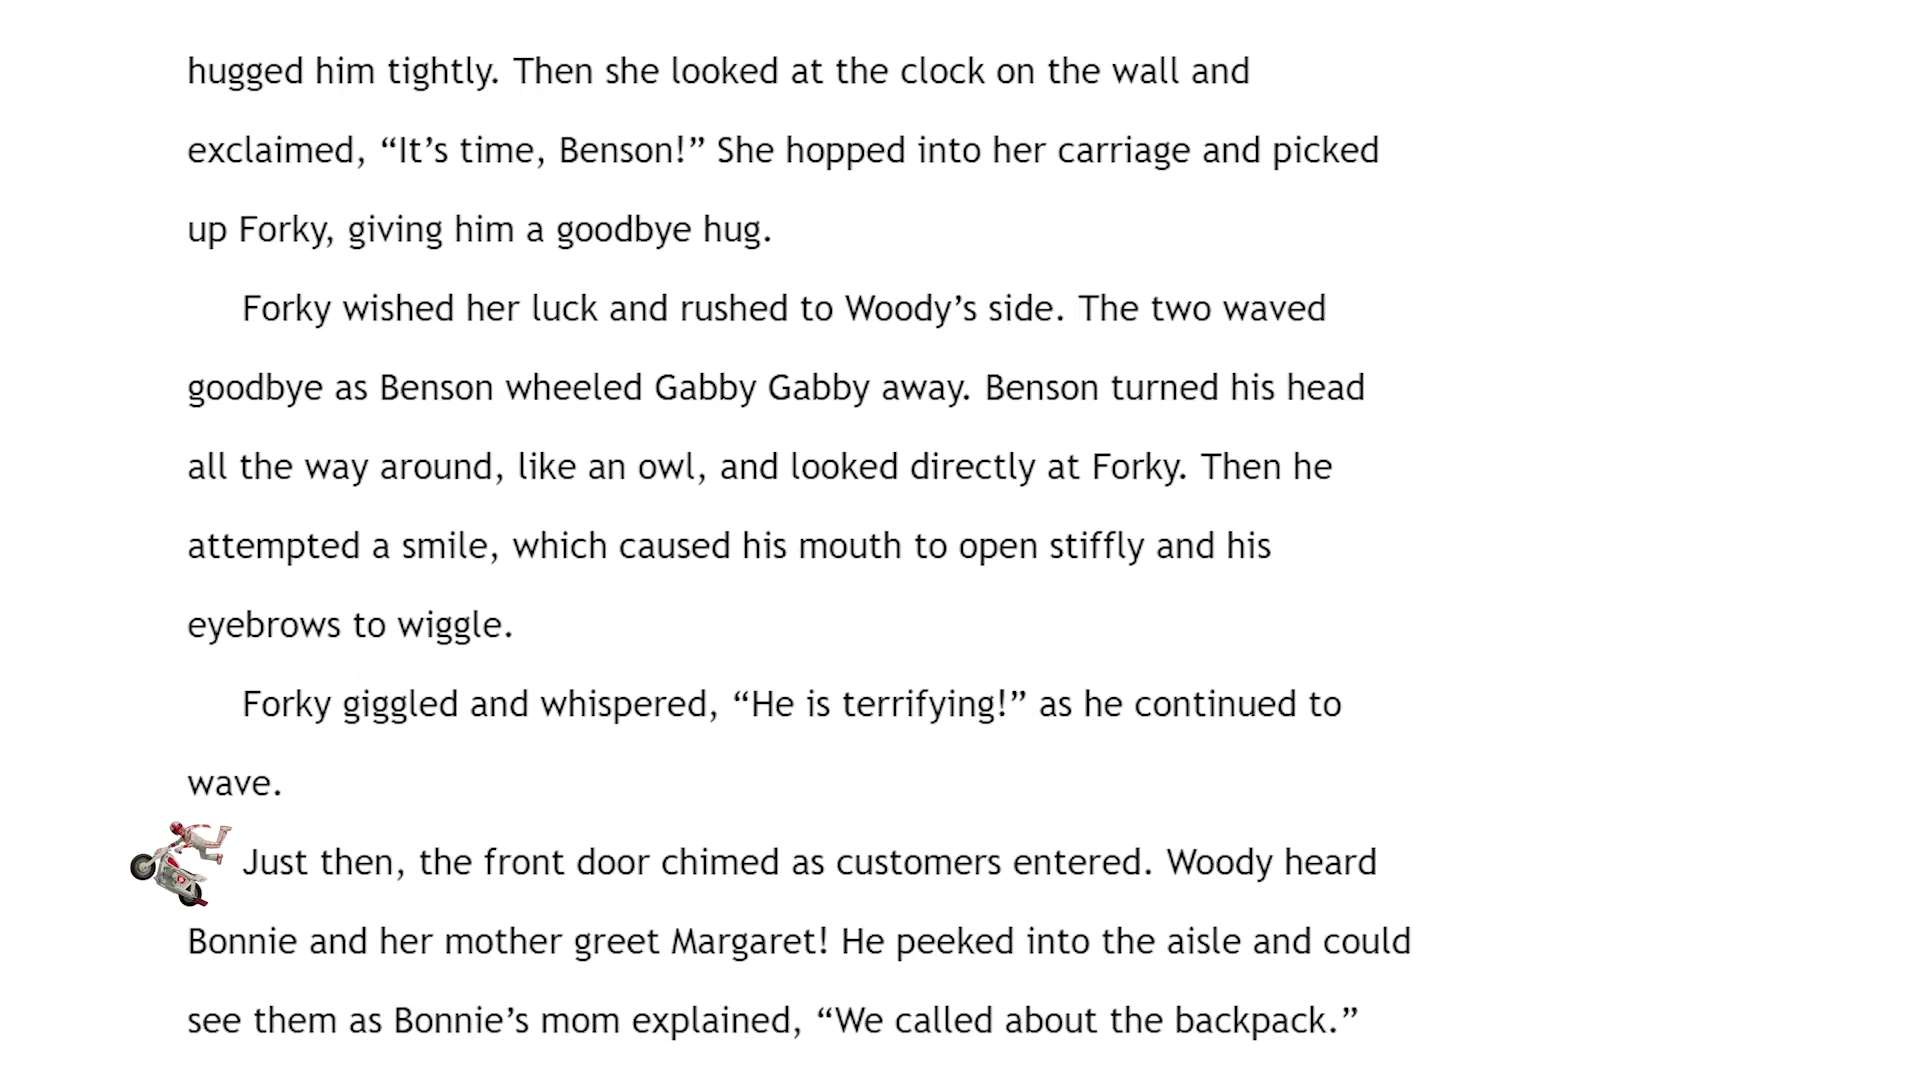 hugged him tightly. Then she looked at the clock on the wall and
exclaimed, “It’s time, Benson!” She hopped into her carriage and picked
up Forky, giving him a goodbye hug.
Forky wished her luck and rushed to Woody’s side. The two waved
goodbye as Benson wheeled Gabby Gabby away. Benson turned his head
all the way around, like an owl, and looked directly at Forky. Then he
attempted a smile, which caused his mouth to open stiffly and his
eyebrows to wiggle.
Forky giggled and whispered, “He is terrifying!” as he continued to
wave.
Just then, the front door chimed as customers entered. Woody heard
Bonnie and her mother greet Margaret! He peeked into the aisle and could
see them as Bonnie’s mom explained, “We called about the backpack.”